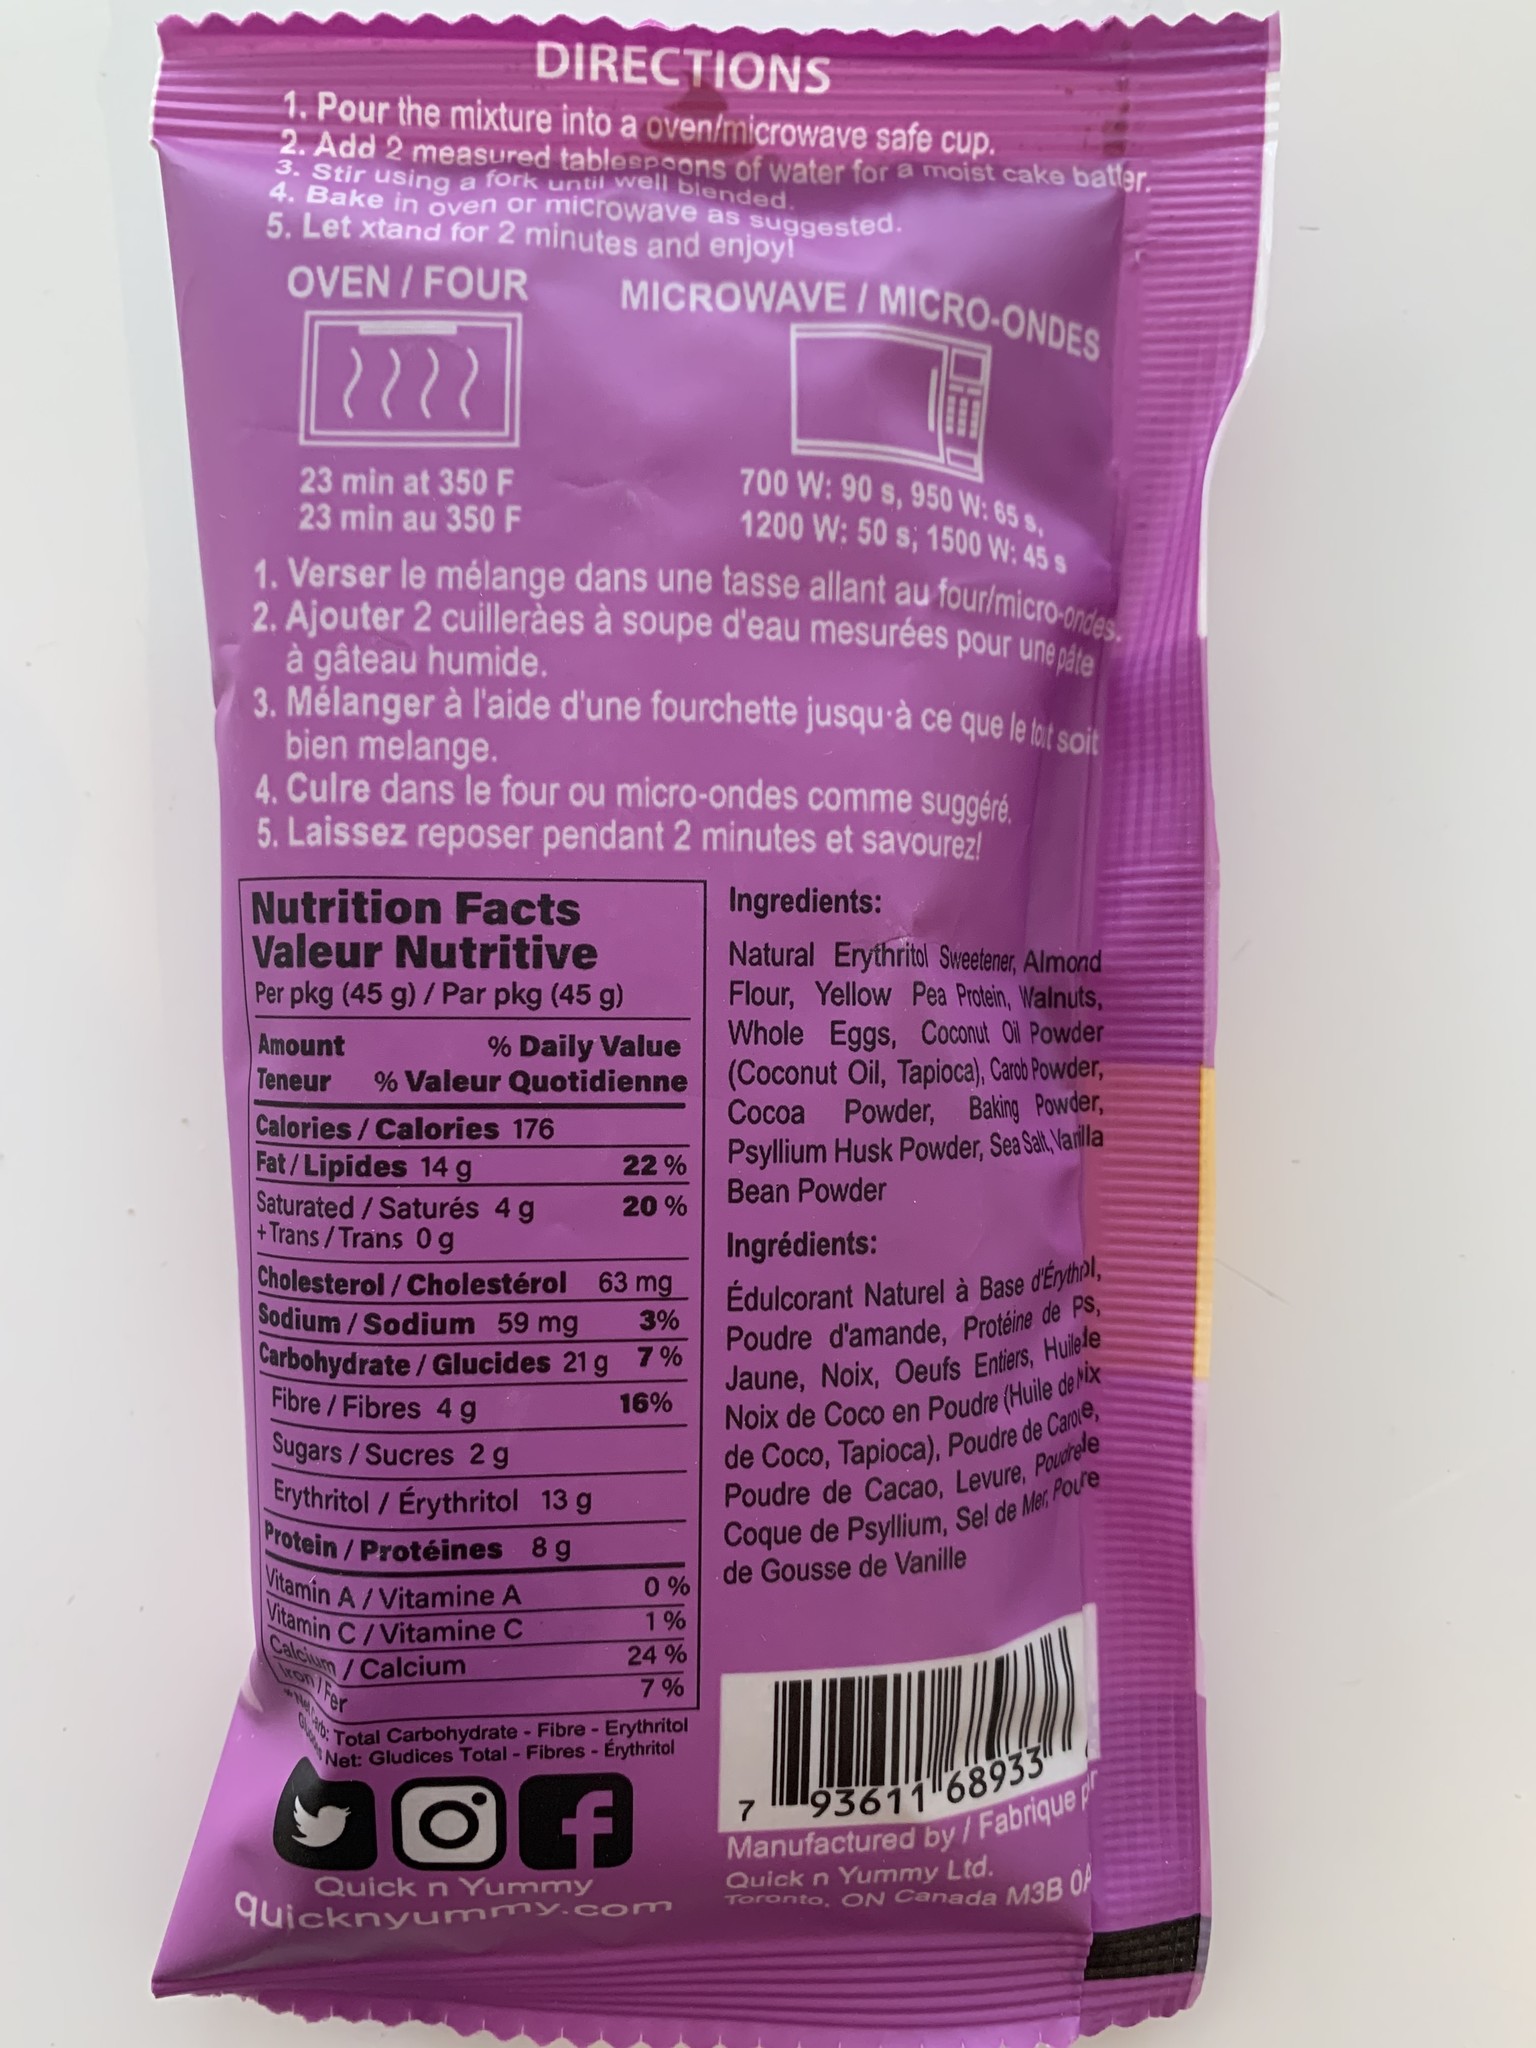 DIRECTIONS
1. Pour the mixture into a oven/microwave safe cup.
2. Add 2 measured tablespoons of water for a moist cake batter.
3. Stir using a fork until well blended.
4. Bake in oven or microwave as suggested.
5. Let xtand for 2 minutes and enjoy!
OVEN / FOUR
23 min at 350 F
23 min au 350 F
MICROWAVE / MICRO-ONDES
700 W: 90 s, 950 W: 65 s,
1200 W: 50 s; 1500 W: 45 s
1. Verser le mélange dans une tasse allant au four/micro-ondes.
2. Ajouter 2 cuilleràes à soupe d'eau mesurées pour une pâte
à gâteau humide.
3. Mélanger à l'aide d'une fourchette jusqu·à ce que le tout soit
bien melange.
4. Culre dans le four ou micro-ondes comme suggéré.
5. Laissez reposer pendant 2 minutes et savourez!
Nutrition Facts
Valeur Nutritive
Per pkg (45 g) / Par pkg (45 g)
Amount % Daily Value
Teneur % Valeur Quotidienne
Calories / Calories 176
Fat / Lipides 14 g 22 %
Saturated / Saturés 4 g 20 %
+ Trans / Trans 0 g
Cholesterol / Cholestérol 63 mg
Sodium / Sodium 59 mg 3%
Carbohydrate / Glucides 21 g 7 %
Fibre / Fibres 4 g 16%
Sugars / Sucres 2 g
Erythritol / Érythritol 13 g
Protein / Protéines 8 g
Vitamin A / Vitamine A 0 %
Vitamin C / Vitamine C 1 %
Calcium / Calcium 24 %
Iron / Fer 7 %
Total Carbohydrate - Fibre - Erythritol
Net: Gludices Total - Fibres - Érythritol
Quick n Yummy
quicknyummy.com
Ingredients:
Natural Erythritol Sweetener, Almond
Flour, Yellow Pea Protein, Walnuts,
Whole Eggs, Coconut Oil Powder
(Coconut Oil, Tapioca), Carob Powder,
Cocoa Powder, Baking Powder,
Psyllium Husk Powder, Sea Salt, Vanilla
Bean Powder
Ingrédients:
Édulcorant Naturel à Base
Poudre d'amande, Protéine de
Jaune, Noix, Oeufs Entiers,
Noix de Coco en Poudre (Huile de
de Coco, Tapioca), Poudre de
Poudre de Cacao, Levure,
Coque de Psyllium, Sel de Mer,
de Gousse de Vanille
7 93611 68933
Manufactured by / Fabrique
Quick n Yummy Ltd.
Toronto, ON Canada M3B